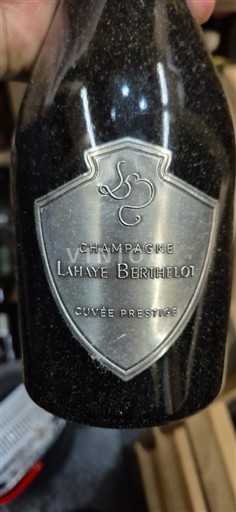 CHAMPAGNE
LAHAYE BERTHELOT
CUVÉE PRESTIGE